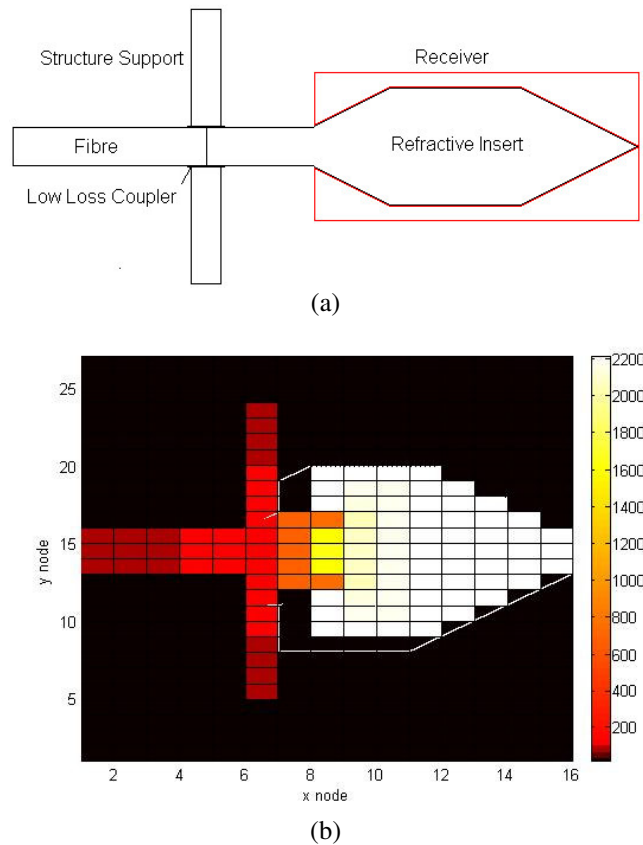 Structure Support
Receiver
Fibre
Refractive Insert
Low Loss Coupler
(a)
25
20
15
10
5
y node
2 4 6 8 10 12 14 16
x node
2200
2000
1800
1600
1400
1200
1000
800
600
400
200
(b)